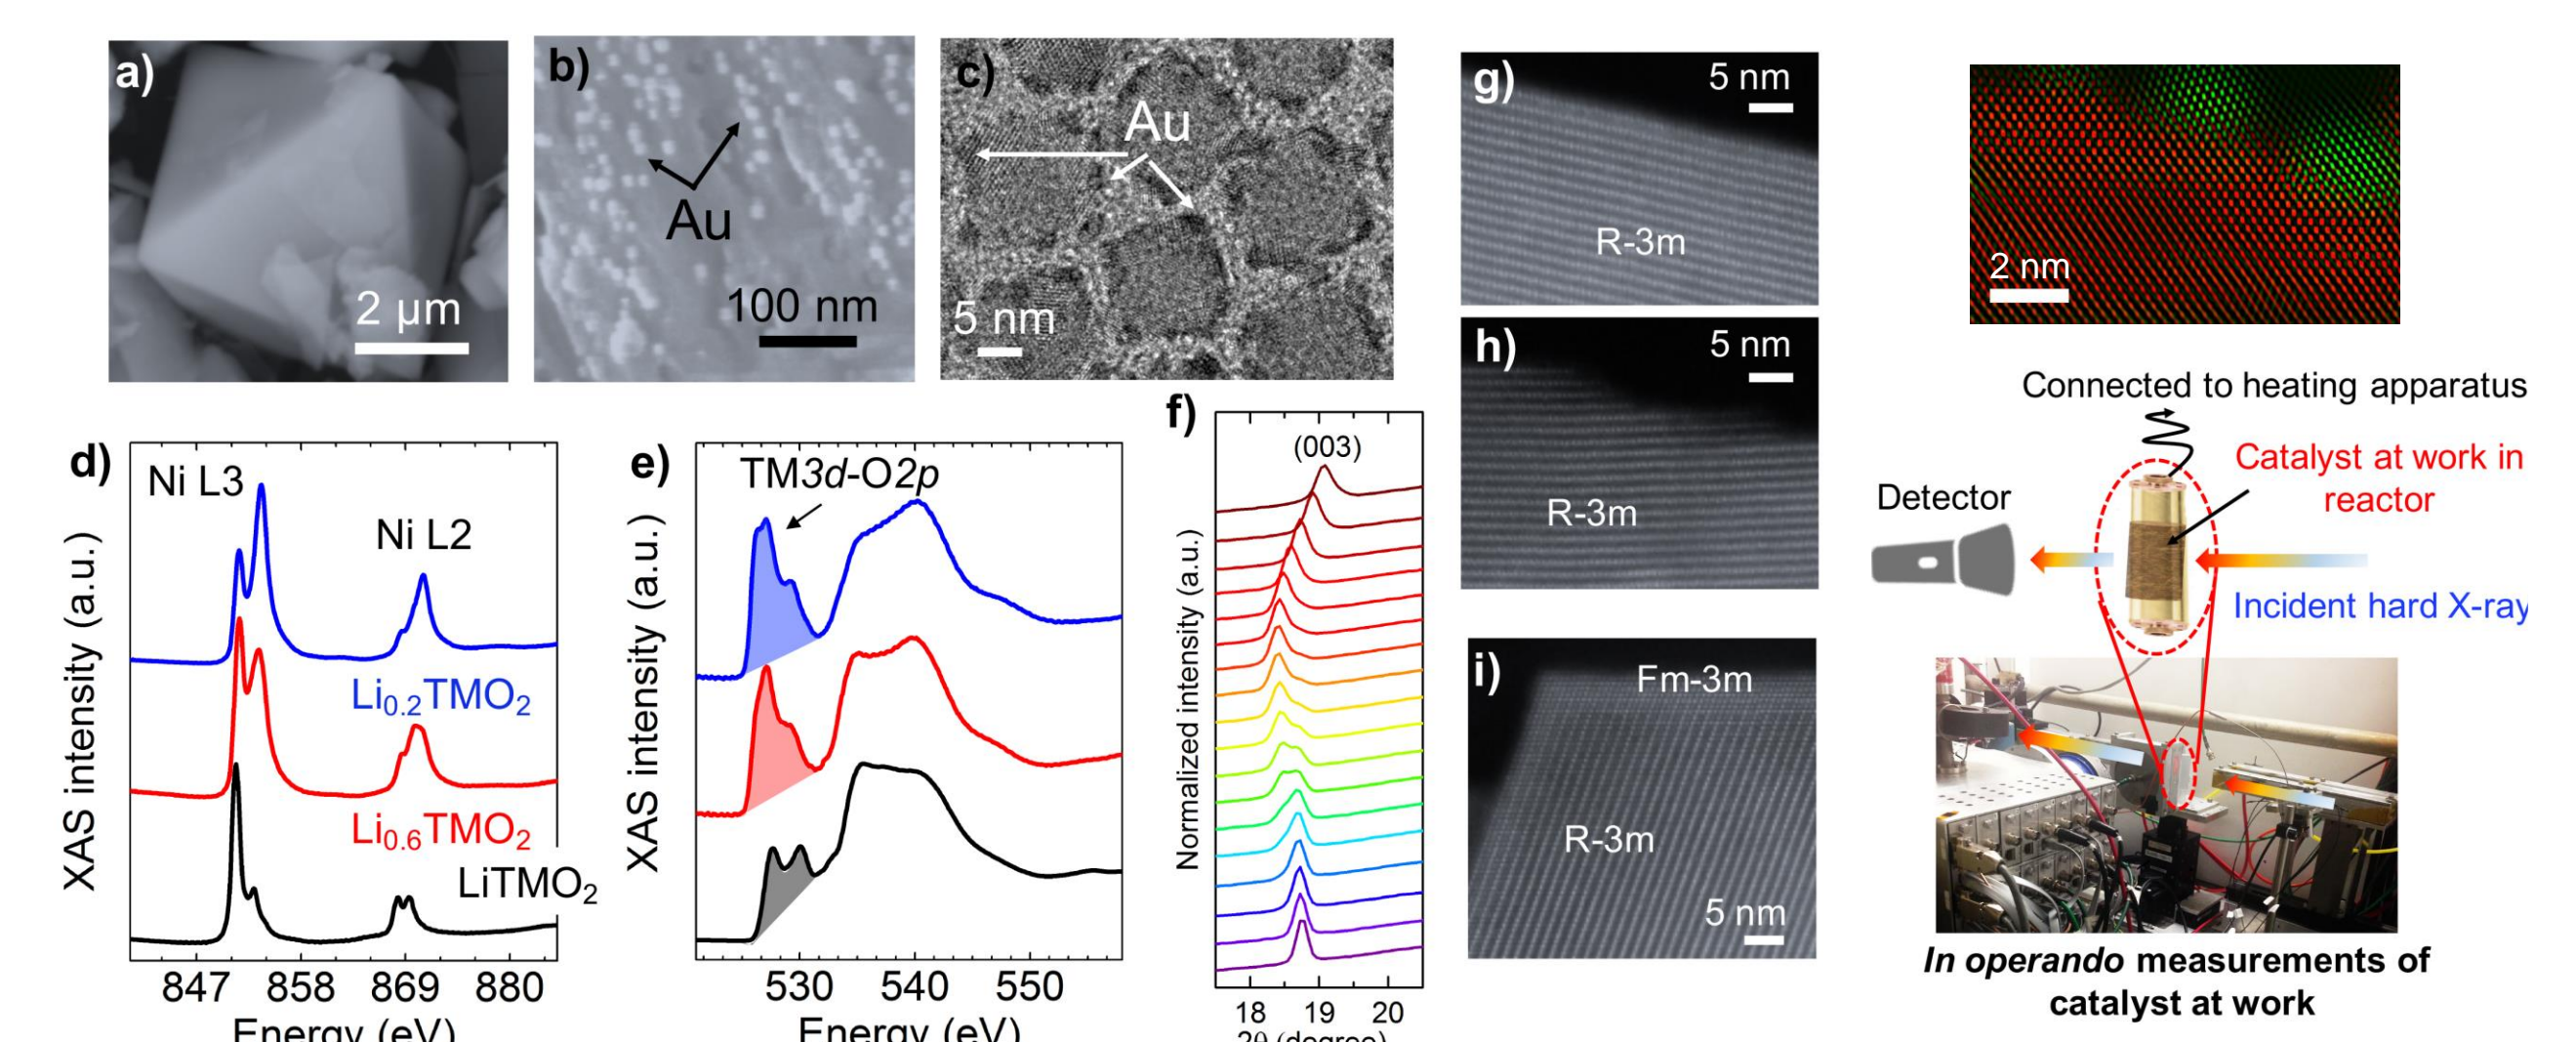 a)
2 µm
b)
Au
100 nm
c)
Au
5 nm
d)
Ni L3
Ni L2
Li0.2TMO2
Li0.6TMO2
LiTMO2
XAS intensity (a.u.)
847 858 869 880
Energy (eV)
e)
TM3d-O2p
XAS intensity (a.u.)
530 540 550
Energy (eV)
f)
(003)
Normalized intensity (a.u.)
18 19 20
2θ (degree)
g)
5 nm
R-3m
h)
5 nm
R-3m
i)
Fm-3m
R-3m
5 nm
2 nm
Connected to heating apparatus
Catalyst at work in
reactor
Detector
Incident hard X-ray
In operando measurements of
catalyst at work